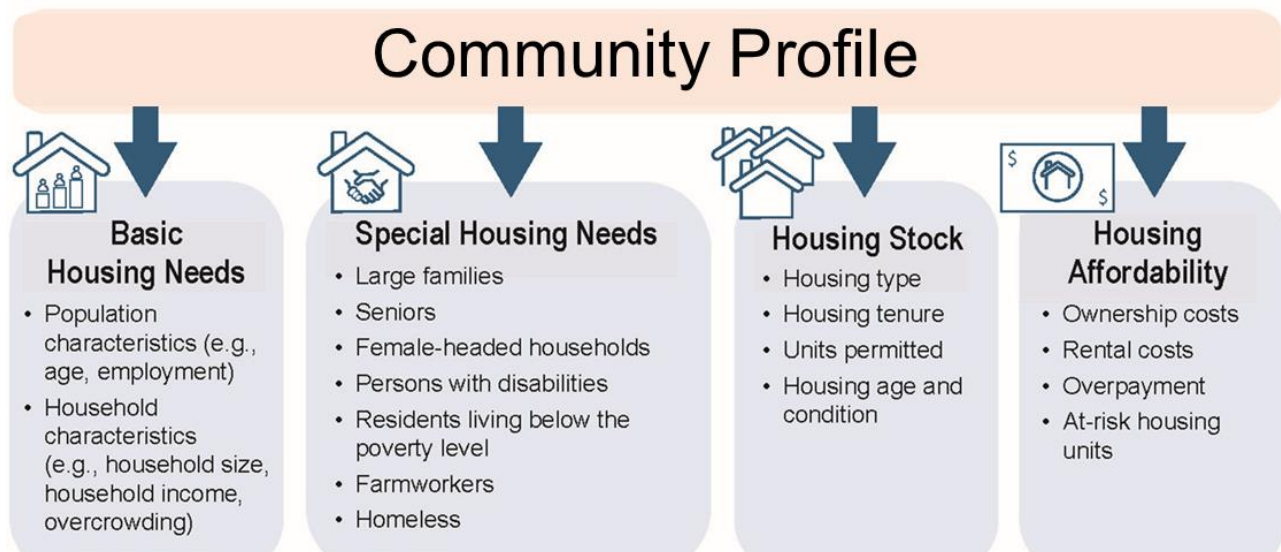 Community Profile
Basic
Housing Needs
• Population
characteristics (e.g.,
age, employment)
• Household
characteristics
(e.g., household size,
household income,
overcrowding)
Special Housing Needs
• Large families
• Seniors
• Female-headed households
• Persons with disabilities
• Residents living below the
poverty level
• Farmworkers
• Homeless
Housing Stock
• Housing type
• Housing tenure
• Units permitted
• Housing age and
condition
$
$
Housing
Affordability
• Ownership costs
• Rental costs
• Overpayment
• At-risk housing
units